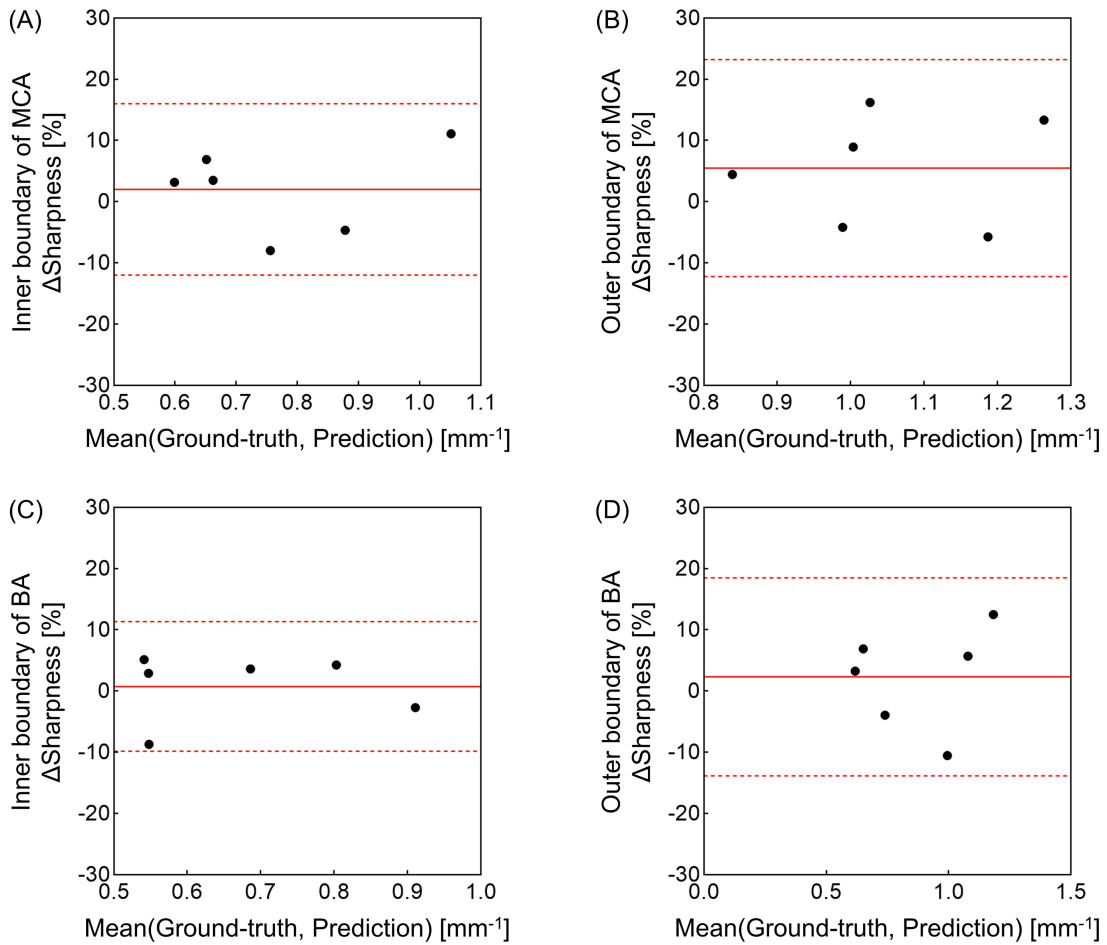 (A)
Inner boundary of MCA
ΔSharpness [%]
30
20
10
0
-10
-20
-30
0.5 0.6 0.7 0.8 0.9 1.0 1.1
Mean(Ground-truth, Prediction) [mm-1]
(B)
Outer boundary of MCA
ΔSharpness [%]
30
20
10
0
-10
-20
-30
0.8 0.9 1.0 1.1 1.2 1.3
Mean(Ground-truth, Prediction) [mm-1]
(C)
Inner boundary of BA
ΔSharpness [%]
30
20
10
0
-10
-20
-30
0.5 0.6 0.7 0.8 0.9 1.0
Mean(Ground-truth, Prediction) [mm-1]
(D)
Outer boundary of BA
ΔSharpness [%]
30
20
10
0
-10
-20
-30
0.0 0.5 1.0 1.5
Mean(Ground-truth, Prediction) [mm-1]